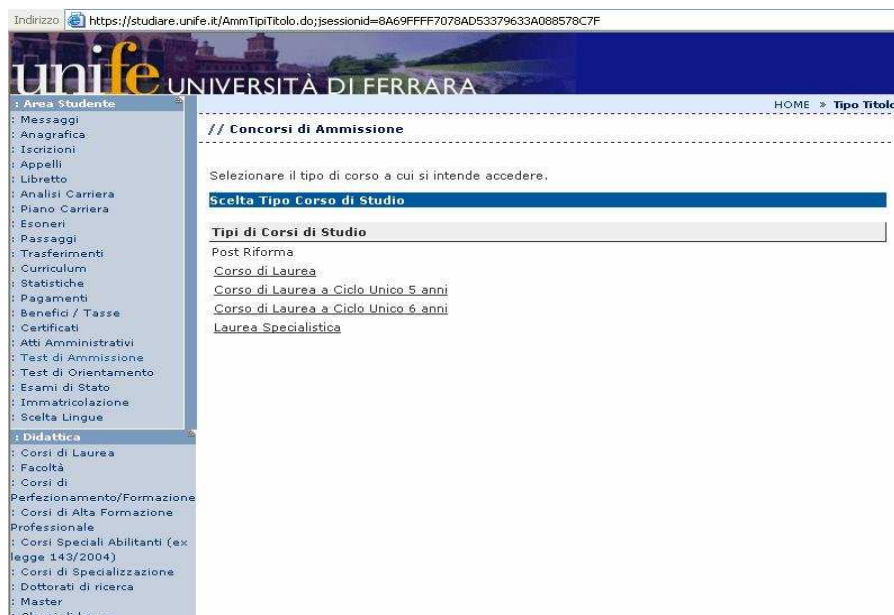 Indirizzo https://studiare.unife.it/AmmTipiTitolo.do;jsessionid=8A69FFFF7078AD53379633A088578C7F
unife UNIVERSITÀ DI FERRARA
HOME » Tipo Titolo
: Area Studente
: Messaggi
: Anagrafica
: Iscrizioni
: Appelli
: Libretto
: Analisi Carriera
: Piano Carriera
: Esoneri
: Passaggi
: Trasferimenti
: Curriculum
: Statistiche
: Pagamenti
: Benefici / Tasse
: Certificati
: Atti Amministrativi
: Test di Ammissione
: Test di Orientamento
: Esami di Stato
: Immatricolazione
: Scelta Lingue
: Didattica
: Corsi di Laurea
: Facoltà
: Corsi di
Perfezionamento/Formazione
: Corsi di Alta Formazione
Professionale
: Corsi Speciali Abilitanti (ex
legge 143/2004)
: Corsi di Specializzazione
: Dottorati di ricerca
: Master
// Concorsi di Ammissione
Selezionare il tipo di corso a cui si intende accedere.
Scelta Tipo Corso di Studio
Tipi di Corsi di Studio
Post Riforma
Corso di Laurea
Corso di Laurea a Ciclo Unico 5 anni
Corso di Laurea a Ciclo Unico 6 anni
Laurea Specialistica